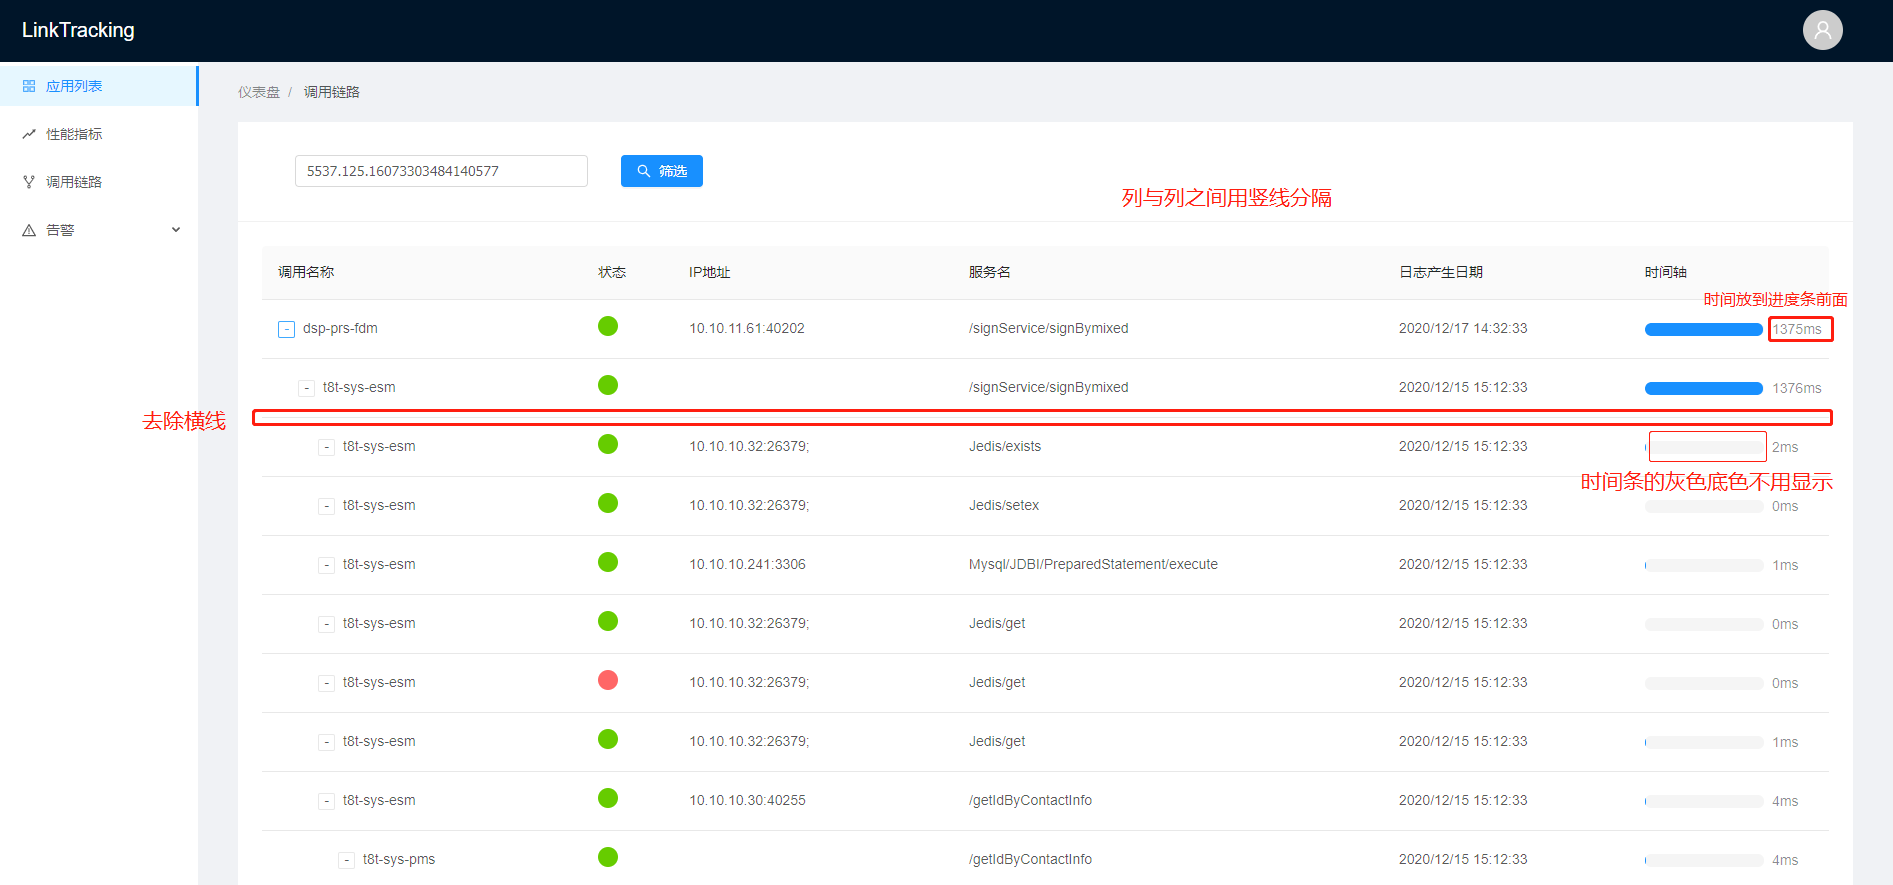 LinkTracking
应用列表
性能指标
调用链路
告警
仪表盘 / 调用链路
5537.125.16073303484140577
筛选
列与列之间用竖线分隔
调用名称 状态 IP地址 服务名 日志产生日期 时间轴
时间放到进度条前面
- dsp-prs-fdm 10.10.11.61:40202 /signService/signBymixed 2020/12/17 14:32:33 1375ms
- t8t-sys-esm /signService/signBymixed 2020/12/15 15:12:33 1376ms
去除横线
- t8t-sys-esm 10.10.10.32:26379; Jedis/exists 2020/12/15 15:12:33 2ms
时间条的灰色底色不用显示
- t8t-sys-esm 10.10.10.32:26379; Jedis/setex 2020/12/15 15:12:33 0ms
- t8t-sys-esm 10.10.10.241:3306 Mysql/JDBI/PreparedStatement/execute 2020/12/15 15:12:33 1ms
- t8t-sys-esm 10.10.10.32:26379; Jedis/get 2020/12/15 15:12:33 0ms
- t8t-sys-esm 10.10.10.32:26379; Jedis/get 2020/12/15 15:12:33 0ms
- t8t-sys-esm 10.10.10.32:26379; Jedis/get 2020/12/15 15:12:33 1ms
- t8t-sys-esm 10.10.10.30:40255 /getIdByContactInfo 2020/12/15 15:12:33 4ms
- t8t-sys-pms /getIdByContactInfo 2020/12/15 15:12:33 4ms